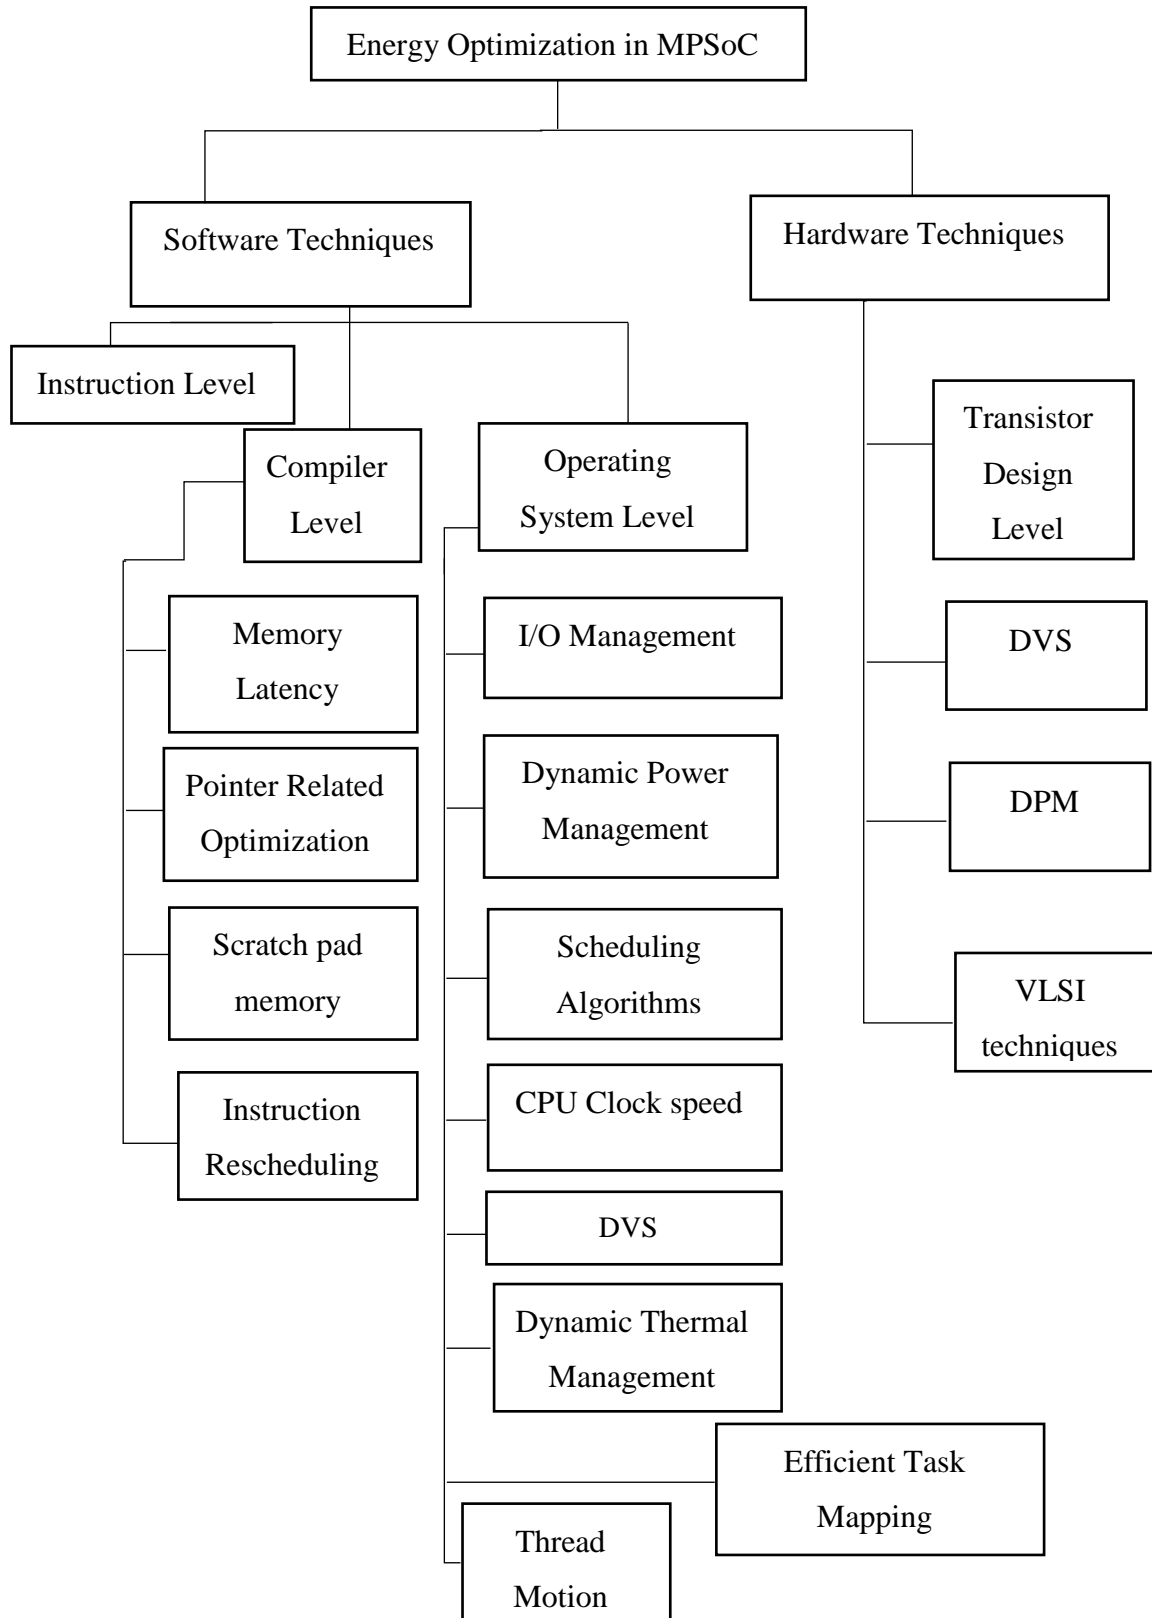 Energy Optimization in MPSoC
Software Techniques
Hardware Techniques
Instruction Level
Compiler
Level
Operating
System Level
Transistor
Design
Level
Memory
Latency
I/O Management
DVS
Pointer Related
Optimization
Dynamic Power
Management
DPM
Scratch pad
memory
Scheduling
Algorithms
VLSI
techniques
Instruction
Rescheduling
CPU Clock speed
DVS
Dynamic Thermal
Management
Efficient Task
Mapping
Thread
Motion